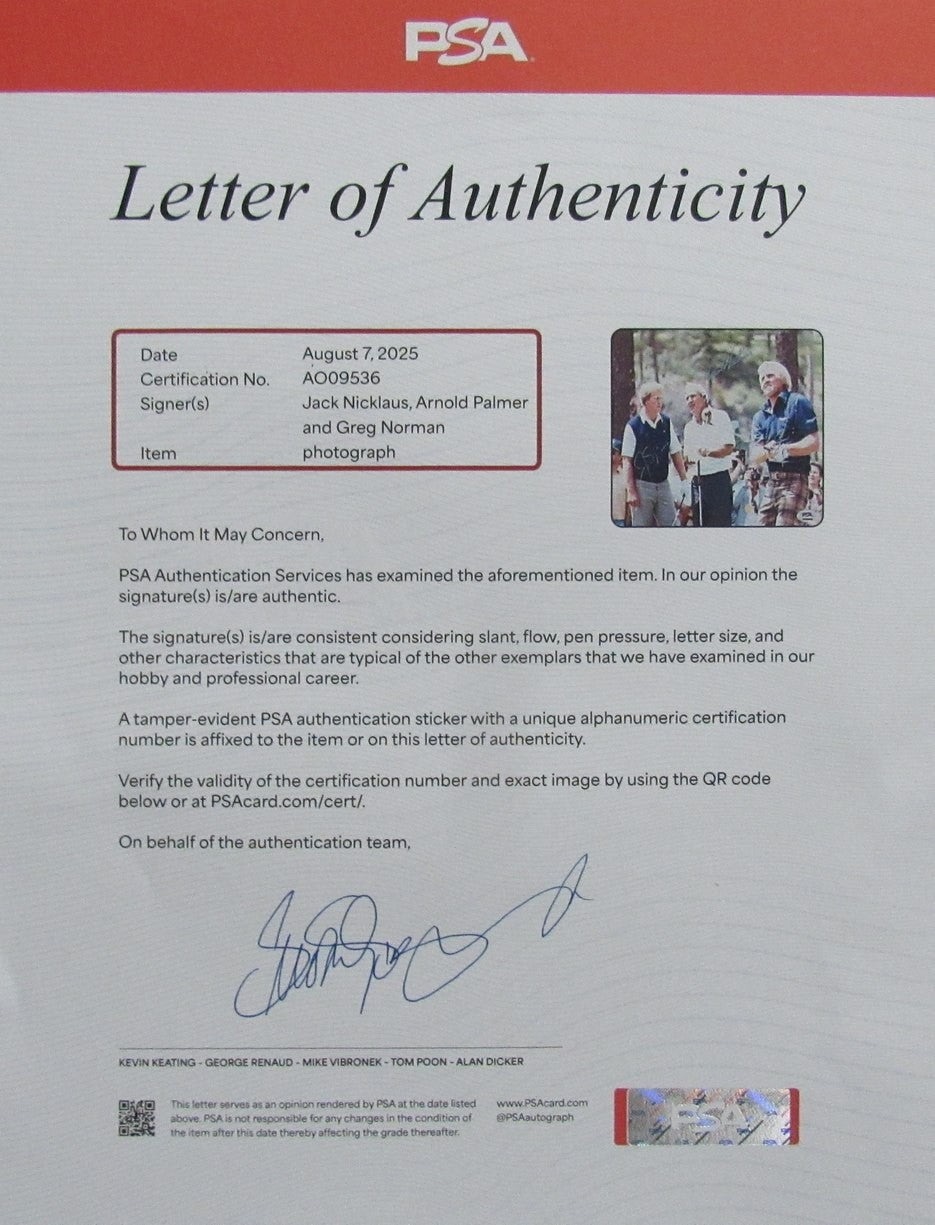 PSA
Letter of Authenticity
Date August 7, 2025
Certification No. AO09536
Signer(s) Jack Nicklaus, Arnold Palmer
and Greg Norman
Item photograph
To Whom It May Concern,
PSA Authentication Services has examined the aforementioned item. In our opinion the
signature(s) is/are authentic.
The signature(s) is/are consistent considering slant, flow, pen pressure, letter size, and
other characteristics that are typical of the other exemplars that we have examined in our
hobby and professional career.
A tamper-evident PSA authentication sticker with a unique alphanumeric certification
number is affixed to the item or on this letter of authenticity.
Verify the validity of the certification number and exact image by using the QR code
below or at PSAcard.com/cert/.
On behalf of the authentication team,
KEVIN KEATING - GEORGE RENAUD - MIKE VIBRONEK - TOM POON - ALAN DICKER
This letter serves as an opinion rendered by PSA at the date listed
above. PSA is not responsible for any changes in the condition of
the item after this date thereby affecting the grade thereafter.
www.PSAcard.com
@PSAautograph
PSA